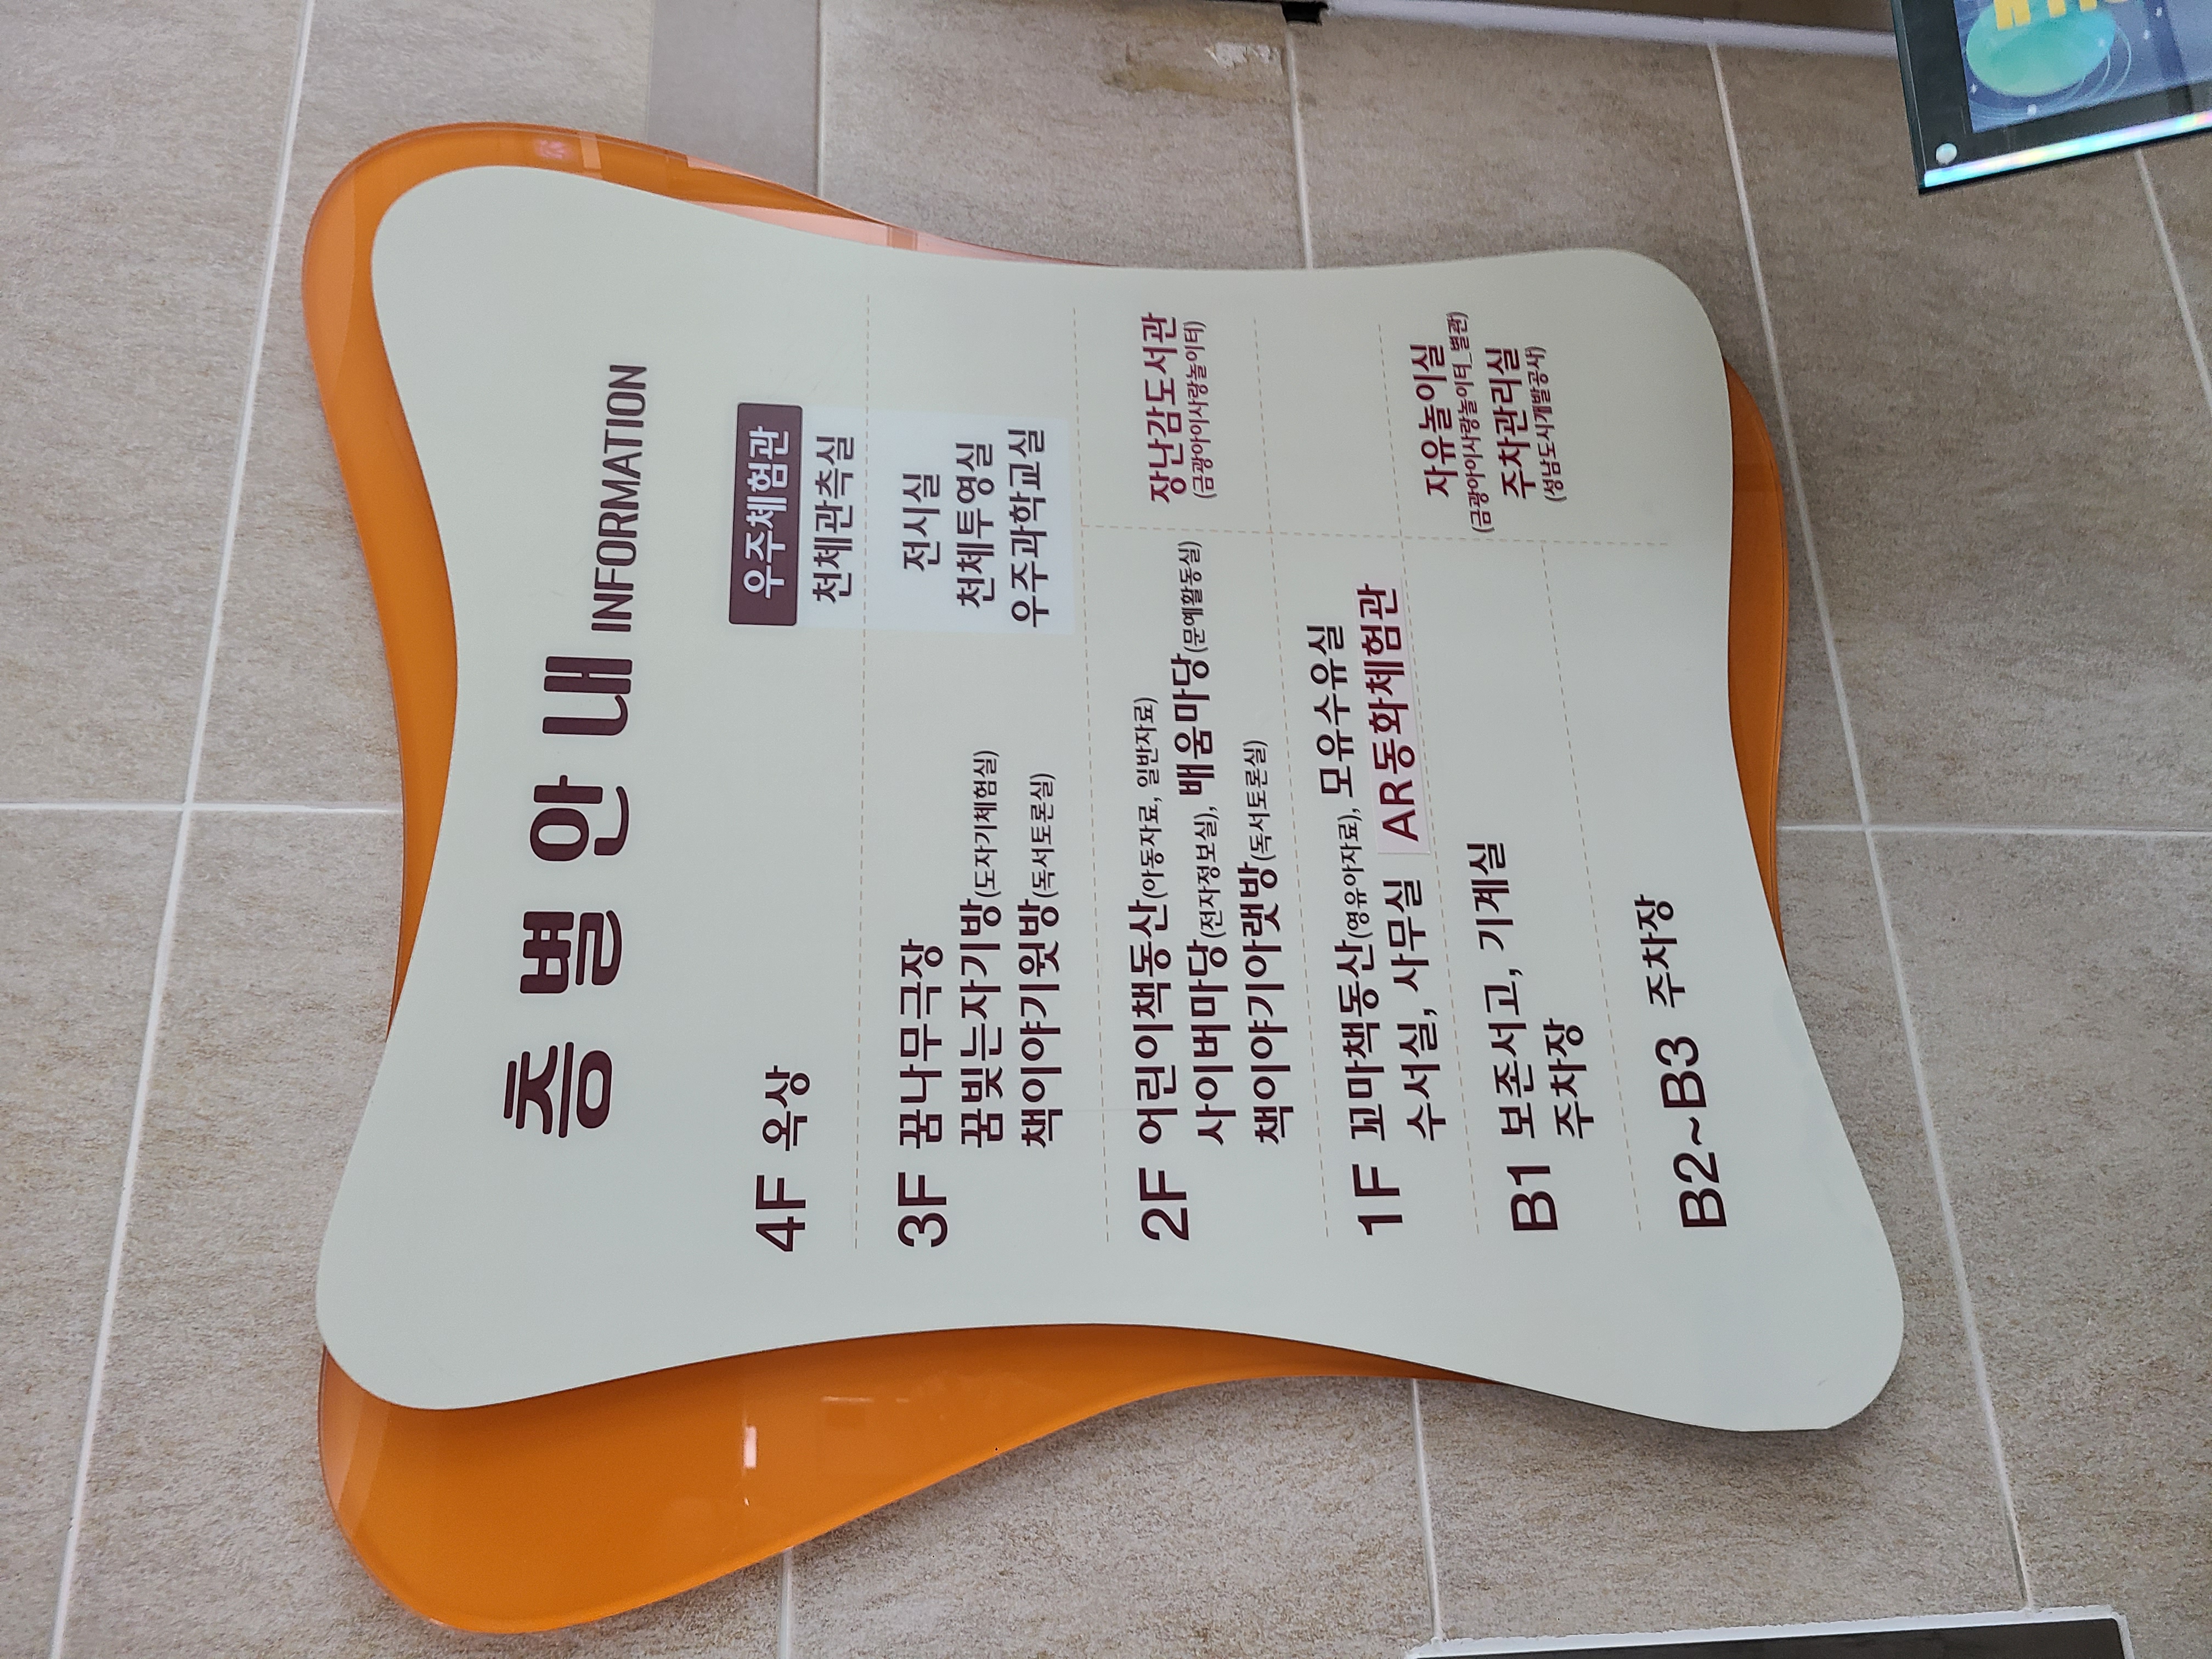 층별안내 INFORMATION
우주체험관
4F 옥상
천체관측실
3F 꿈나무극장
꿈빛는자기방(도자기체험실)
책이야기윗방(독서토론실)
전시실
천체투영실
우주과학교실
2F 어린이책동산(아동자료, 일반자료)
사이버마당(전자정보실), 배움마당(문예활동실)
책이야기아랫방(독서토론실)
장난감도서관
(금광아이사랑놀이터)
1F 꼬마책동산(영유아자료), 모유수유실
수서실, 사무실 AR동화체험관
B1 보존서고, 기계실
주차장
자유놀이실
(금광아이사랑놀이터_별관)
주차관리실
(성남도시개발공사)
B2~B3 주차장